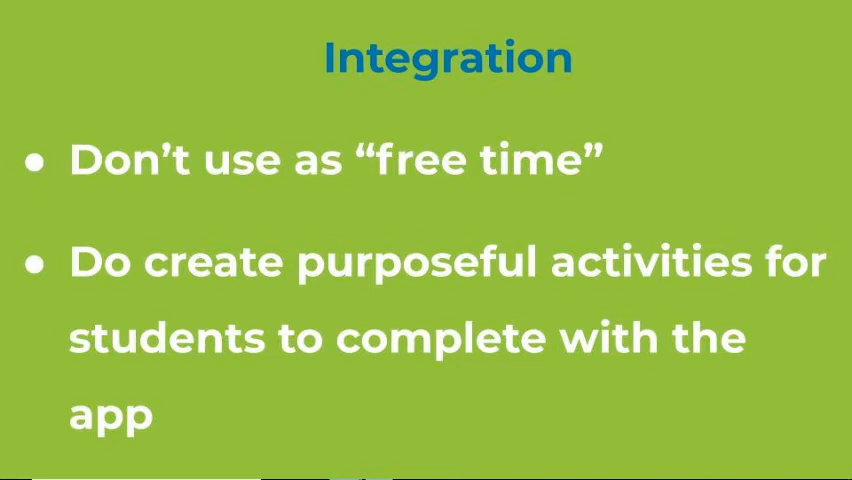 Integration
● Don’t use as “free time”
● Do create purposeful activities for
students to complete with the
app